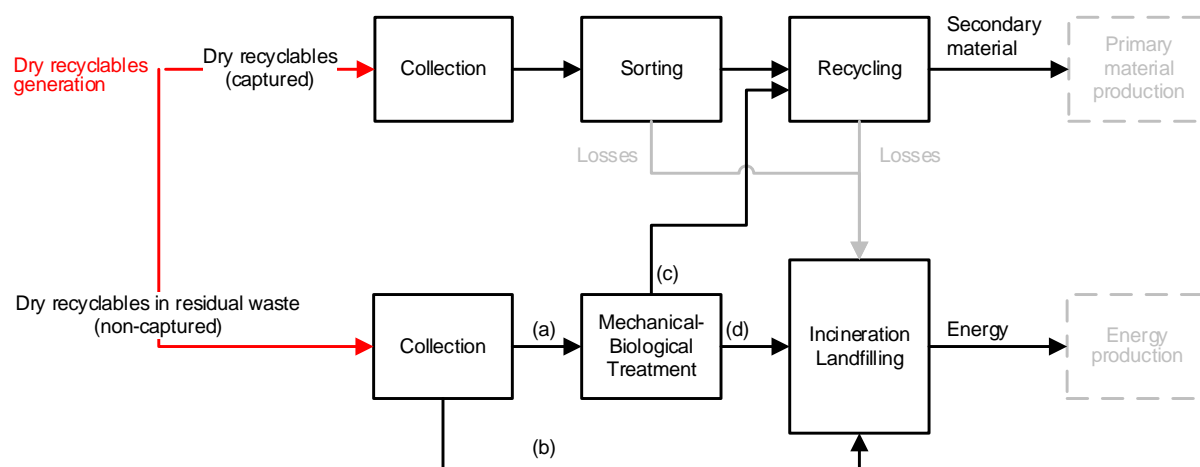 Dry recyclables
generation
Dry recyclables
(captured)
Collection
Sorting
Recycling
Secondary
material
Primary
material
production
Losses
Losses
Dry recyclables in residual waste
(non-captured)
Collection
(a)
(b)
(c)
Mechanical-
Biological
Treatment
(d)
Incineration
Landfilling
Energy
Energy
production